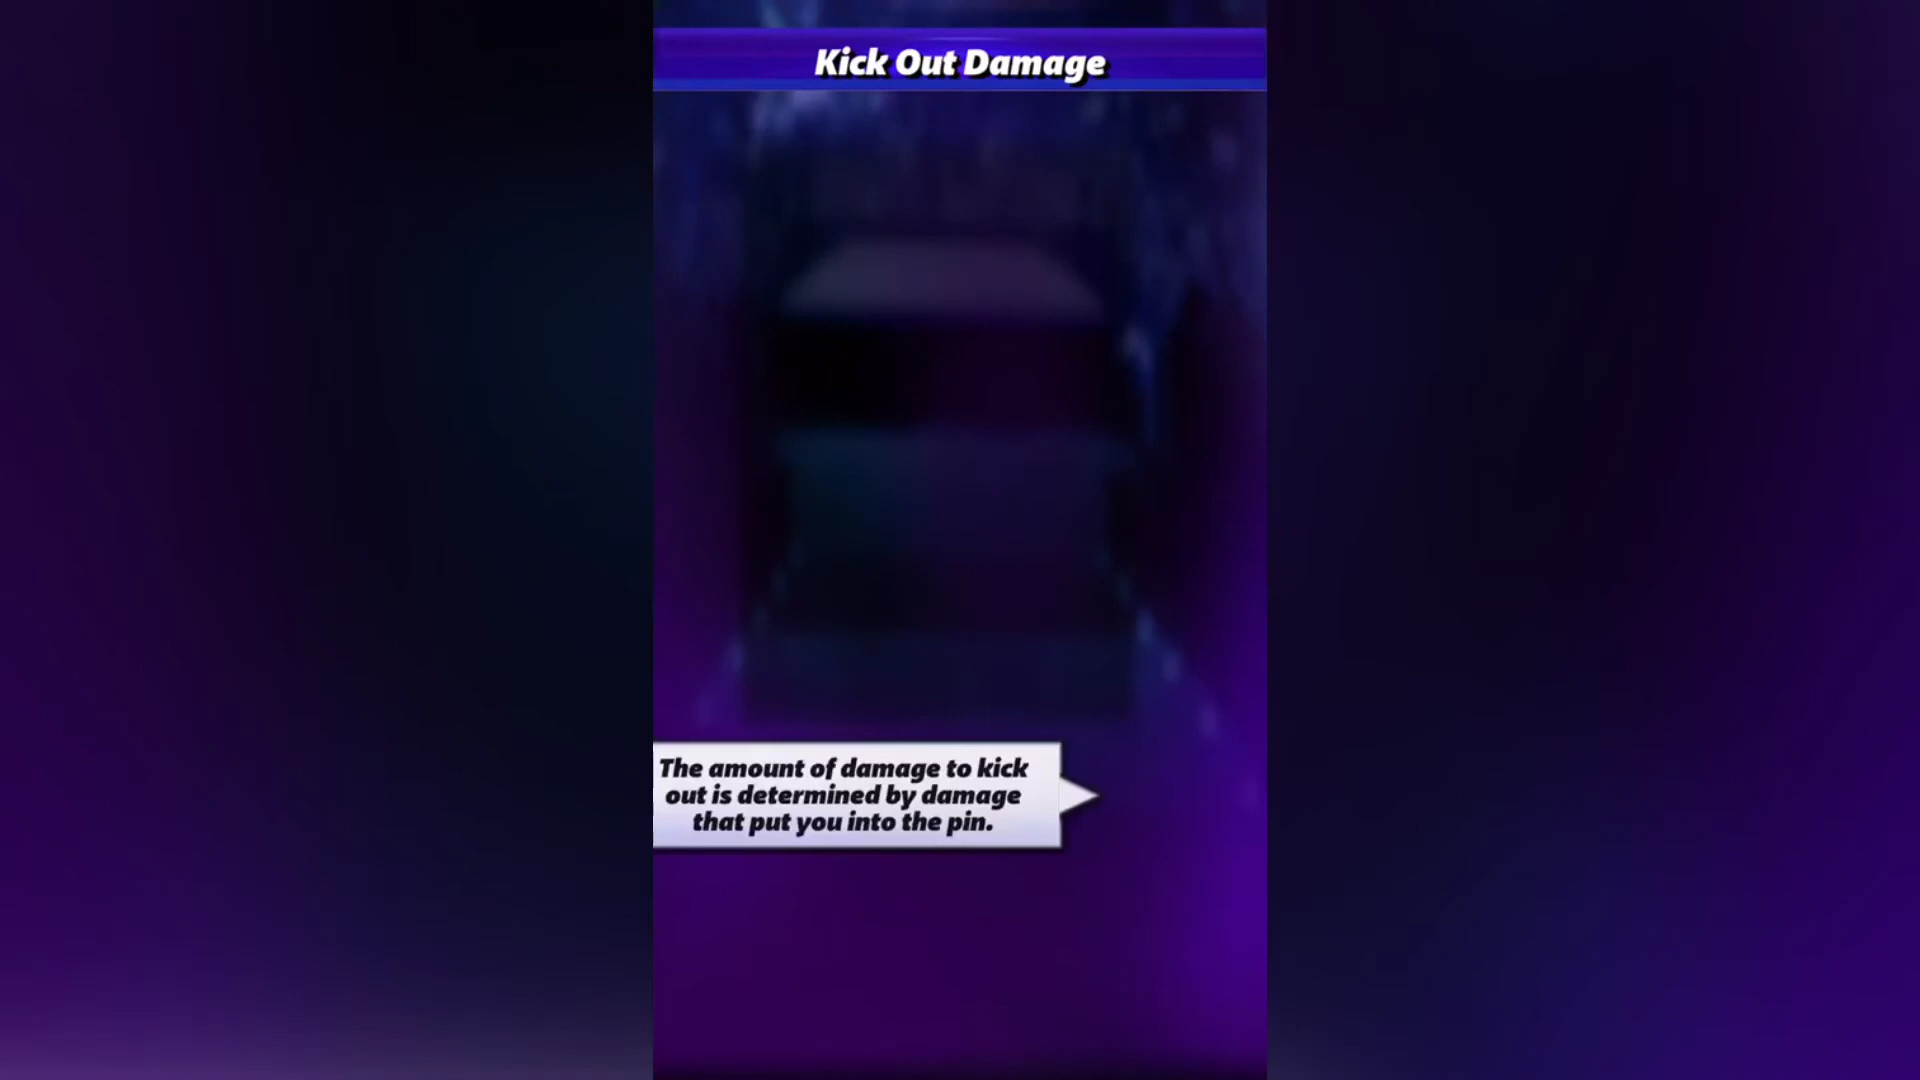 Kick Out Damage
The amount of damage to kick
out is determined by damage
that put you into the pin.